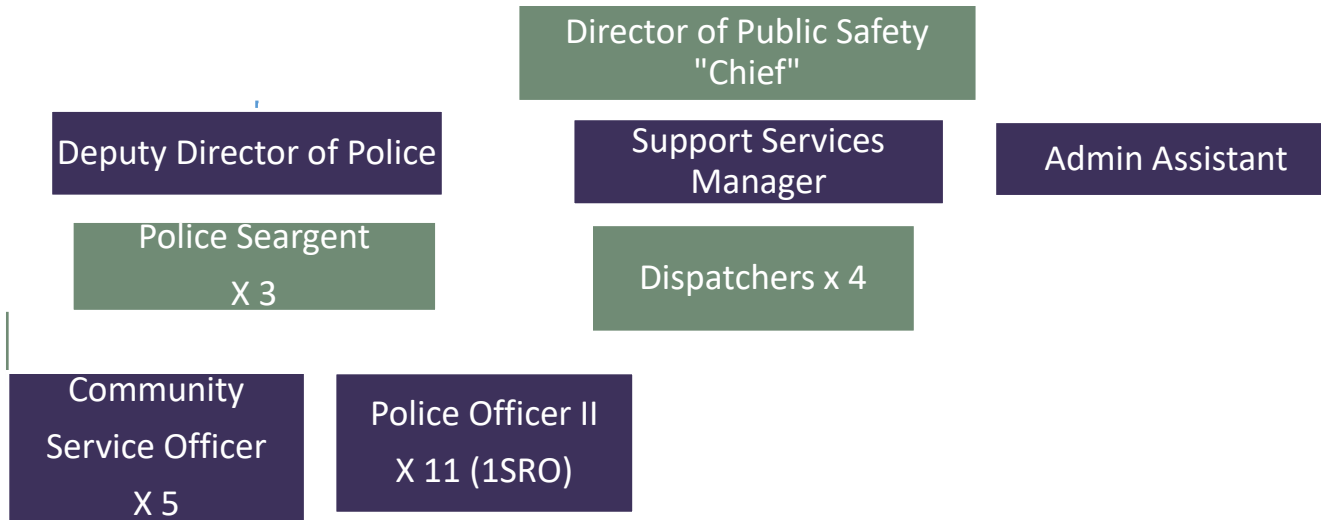 Director of Public Safety
"Chief"
Deputy Director of Police
Support Services
Manager
Admin Assistant
Police Seargent
X 3
Dispatchers x 4
Community
Service Officer
X 5
Police Officer II
X 11 (1SRO)